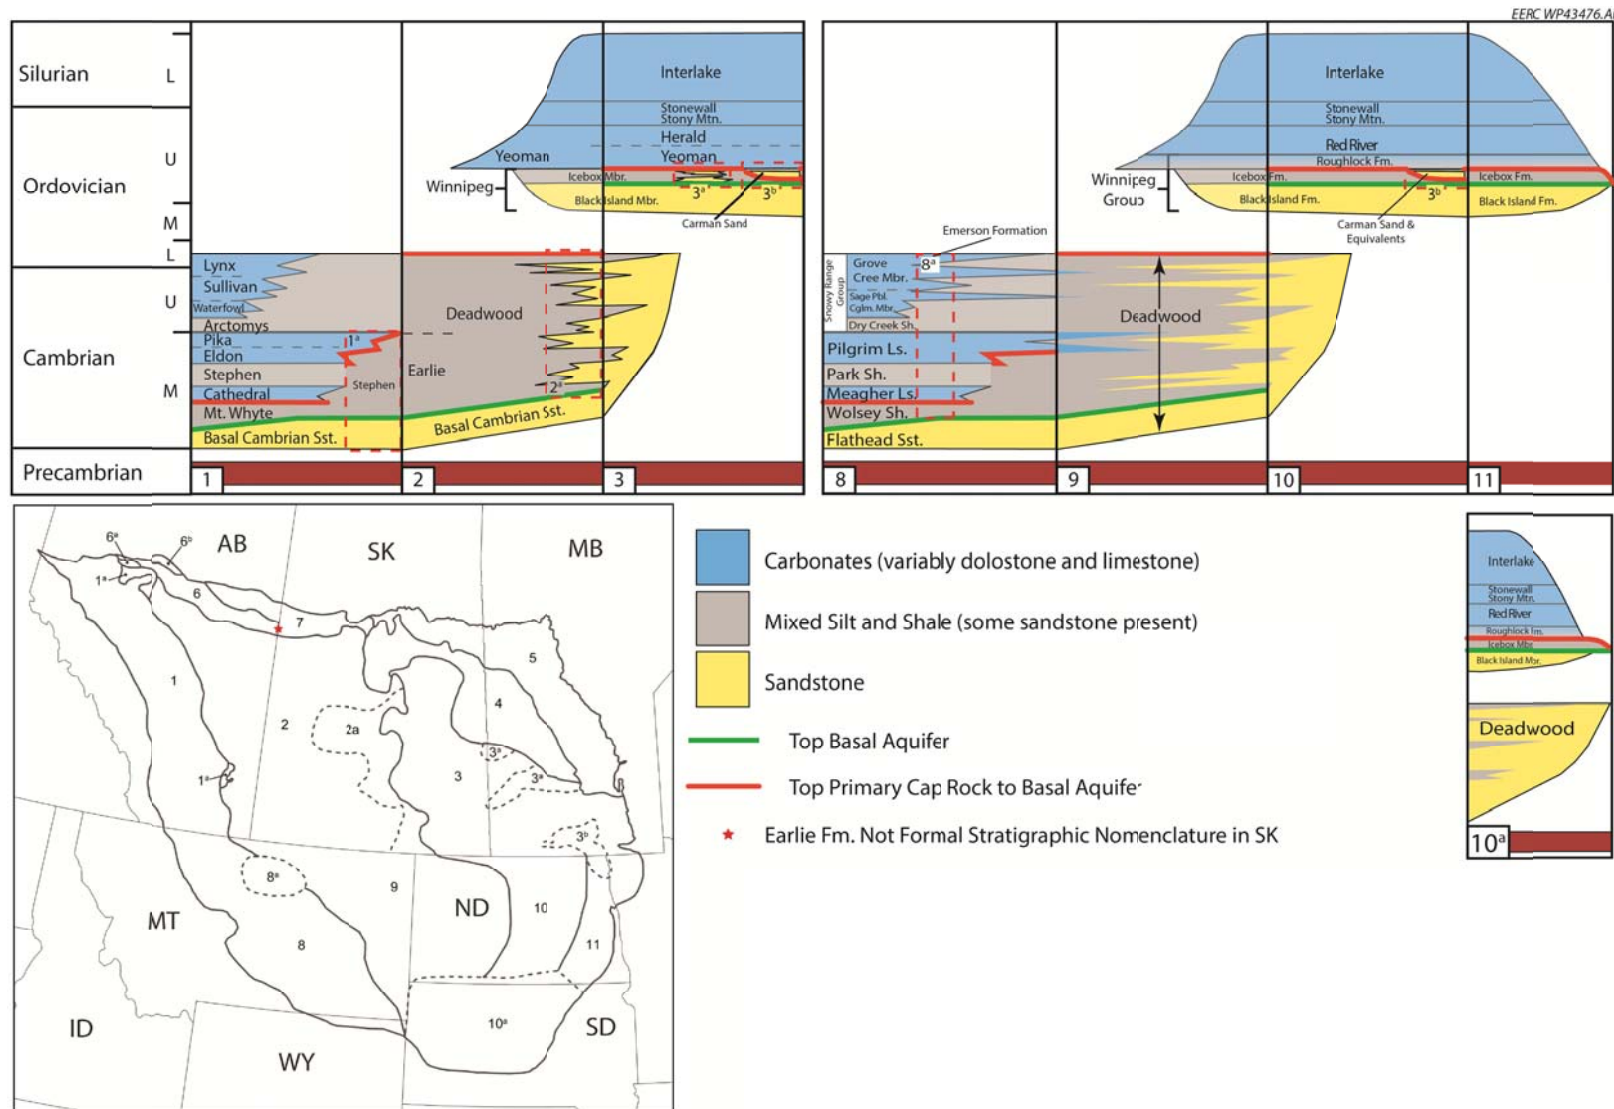 EERC WP43476.AI
Silurian
L
Ordovician
U
M
L
Cambrian
U
M
Precambrian
Interlake
Stonewall
Stony Mtn.
Herald
Yeoman
Yeoman
Winnipeg
Icebox Mbr.
3ᵃ
3ᵇ
Black Island Mbr.
Carman Sand
Lynx
Sullivan
Waterfowl
Arctomys
Pika
1ᵃ
Eldon
Stephen
Stephen
Cathedral
Mt. Whyte
Basal Cambrian Sst.
Deadwood
Earlie
2ᵃ
Basal Cambrian Sst.
1
2
3
Interlake
Stonewall
Stony Mtn.
Red River
Roughlock Fm.
Winnipeg
Group
Icebox Fm.
3ᵇ
Icebox Fm.
Black Island Fm.
Black Island Fm.
Carman Sand &
Equivalents
Emerson Formation
Snowy Range
Group
Grove
Cree Mbr.
8ᵃ
Sage Pbl.
Cglm. Mbr.
Dry Creek Sh.
Pilgrim Ls.
Park Sh.
Meagher Ls.
Wolsey Sh.
Flathead Sst.
Deadwood
8
9
10
11
AB
SK
MB
6ᵃ
6ᵇ
1ᵃ
6
7
5
1
4
2
2a
3ᵃ
3ᵃ
3
1ᵃ
3ᵇ
8ᵃ
9
ND
10
MT
8
11
ID
10ᵃ
SD
WY
Carbonates (variably dolostone and limestone)
Mixed Silt and Shale (some sandstone present)
Sandstone
Top Basal Aquifer
Top Primary Cap Rock to Basal Aquifer
Earlie Fm. Not Formal Stratigraphic Nomenclature in SK
Interlake
Stonewall
Stony Mtn.
Red River
Roughlock Fm.
Icebox Mbr.
Black Island Mbr.
Deadwood
10ᵃ